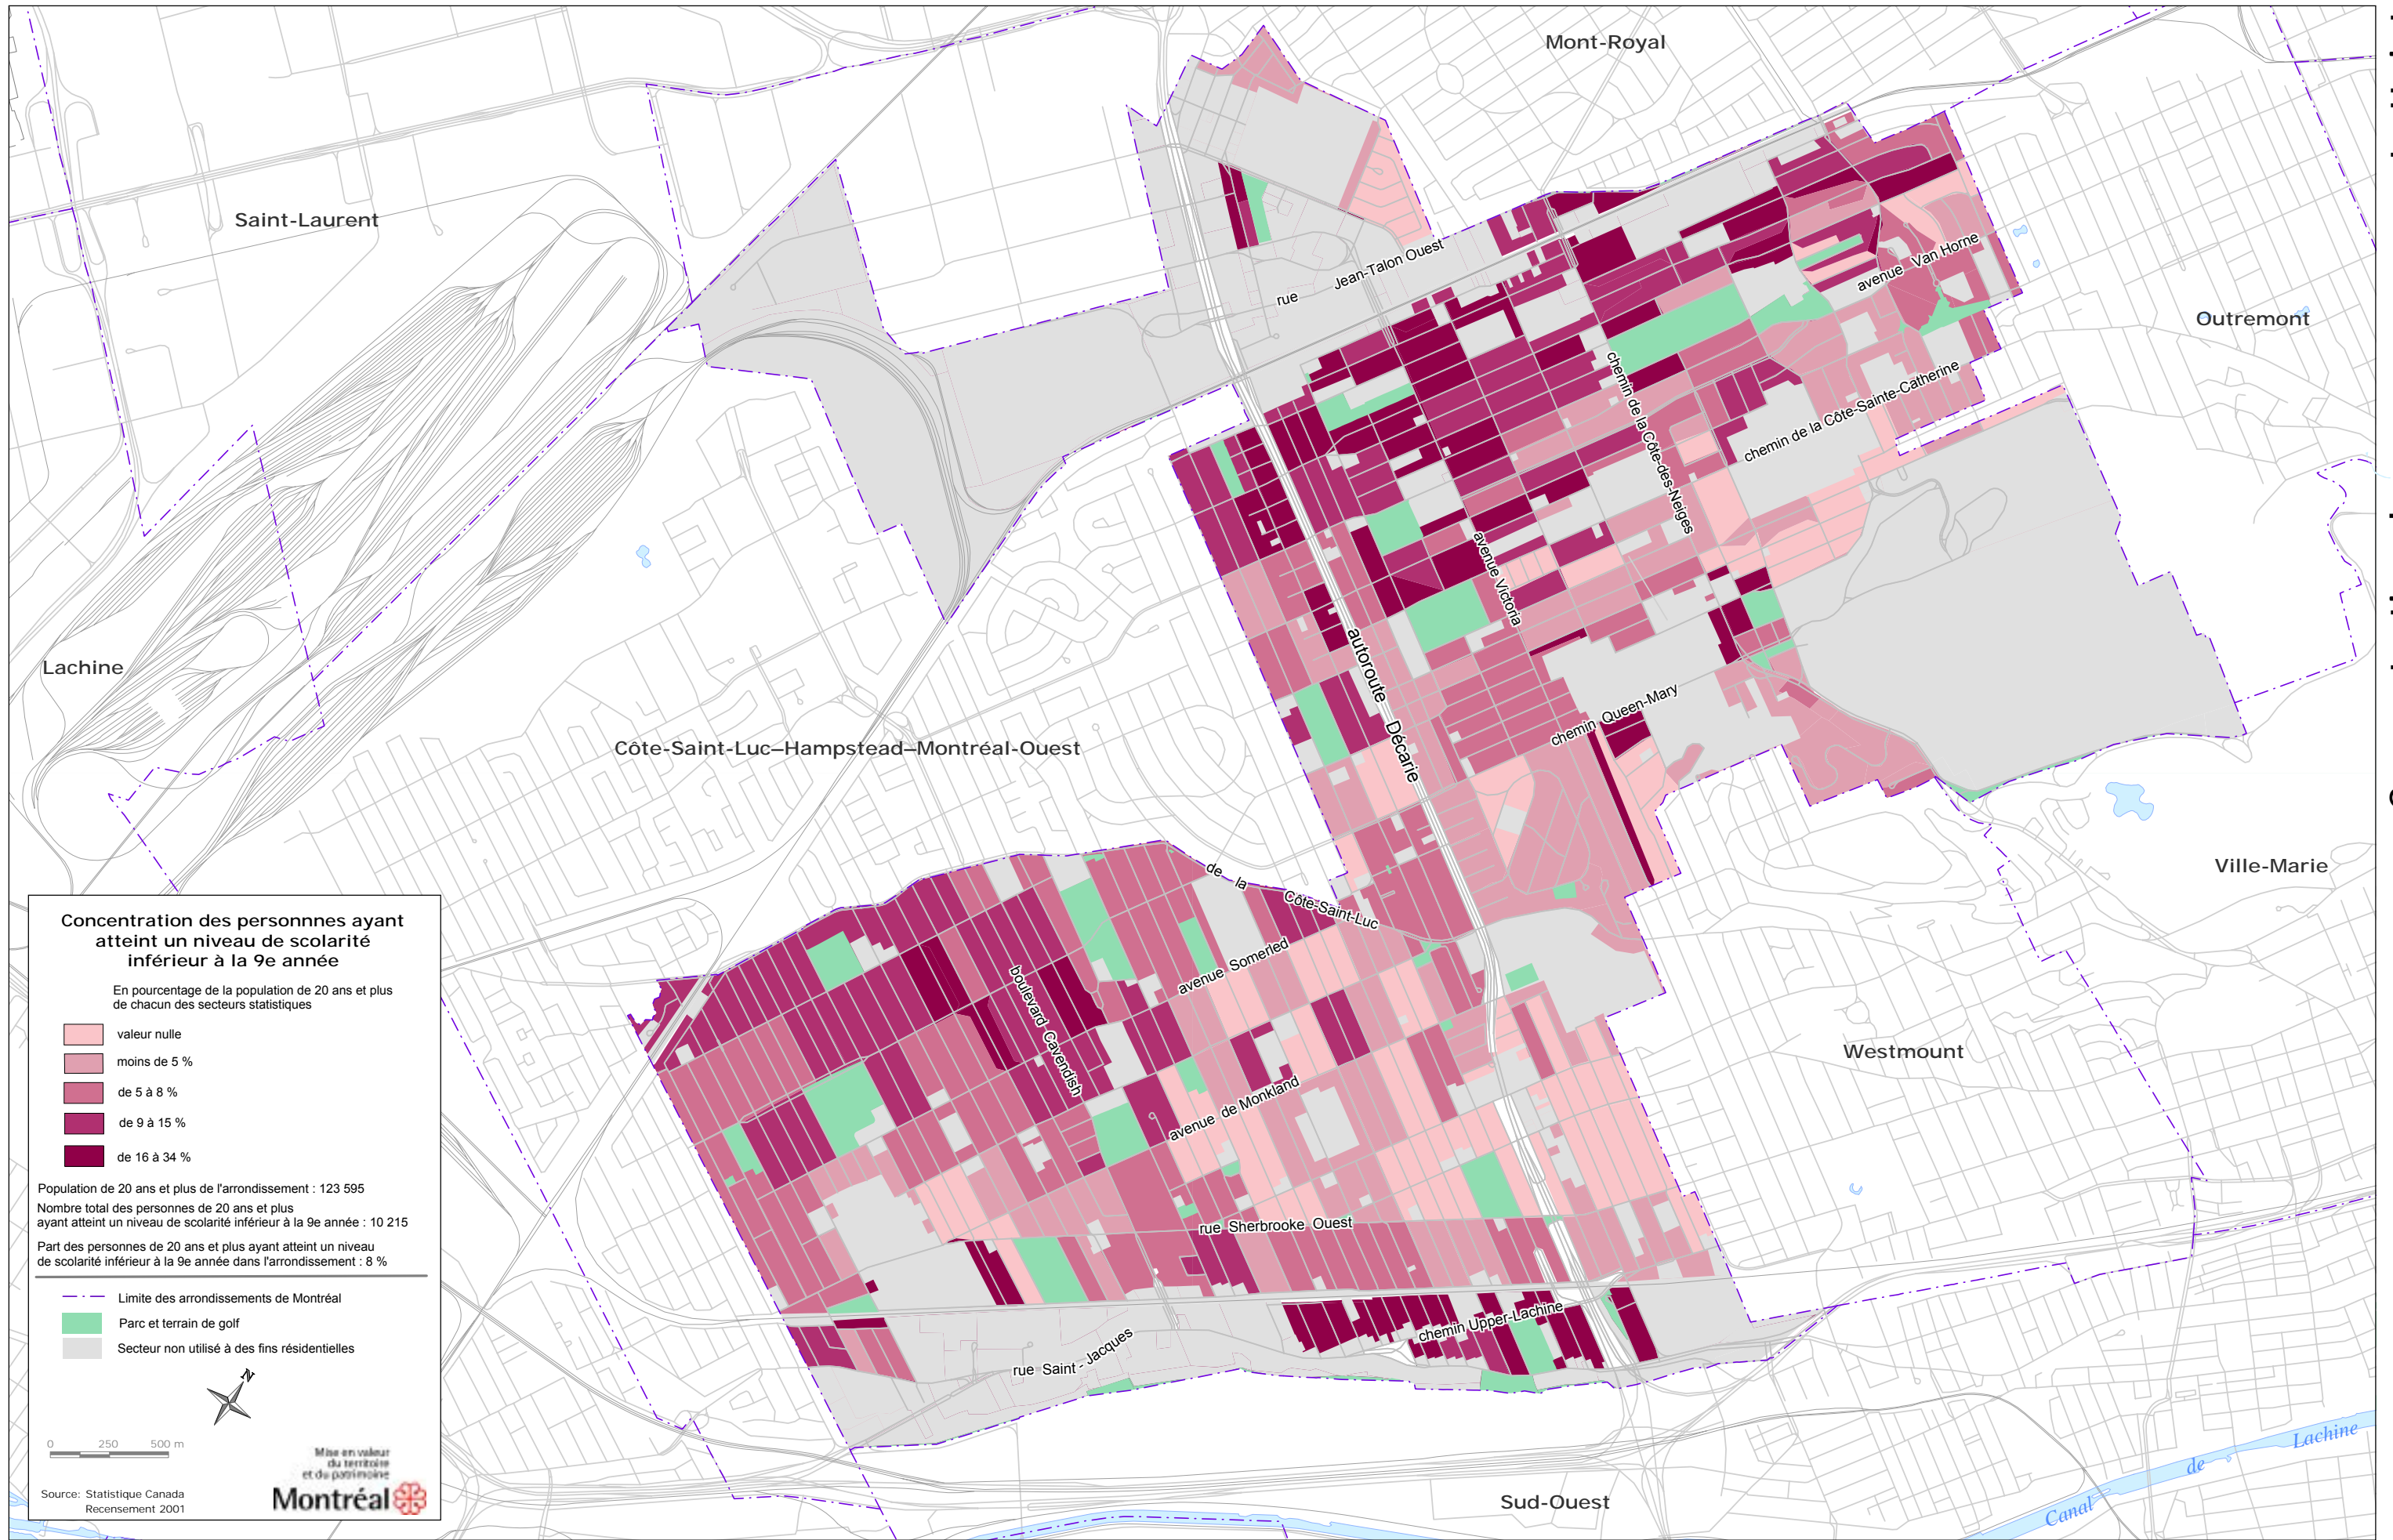 Mont-Royal
Saint-Laurent
rue Jean-Talon Ouest
avenue Van Horne
Outremont
chemin de la Côte-des-Neiges
chemin de la Côte-Sainte-Catherine
avenue Victoria
Lachine
autoroute Décarie
chemin Queen-Mary
Côte-Saint-Luc–Hampstead–Montréal-Ouest
Ville-Marie
de la Côte-Saint-Luc
avenue Somerled
boulevard Cavendish
Westmount
avenue de Monkland
rue Sherbrooke Ouest
chemin Upper-Lachine
rue Saint-Jacques
Sud-Ouest
Canal de Lachine
Concentration des personnnes ayant
atteint un niveau de scolarité
inférieur à la 9e année
En pourcentage de la population de 20 ans et plus
de chacun des secteurs statistiques
valeur nulle
moins de 5 %
de 5 à 8 %
de 9 à 15 %
de 16 à 34 %
Population de 20 ans et plus de l'arrondissement : 123 595
Nombre total des personnes de 20 ans et plus
ayant atteint un niveau de scolarité inférieur à la 9e année : 10 215
Part des personnes de 20 ans et plus ayant atteint un niveau
de scolarité inférieur à la 9e année dans l'arrondissement : 8 %
Limite des arrondissements de Montréal
Parc et terrain de golf
Secteur non utilisé à des fins résidentielles
N
0 250 500 m
Mise en valeur
du territoire
et du patrimoine
Montréal
Source: Statistique Canada
Recensement 2001